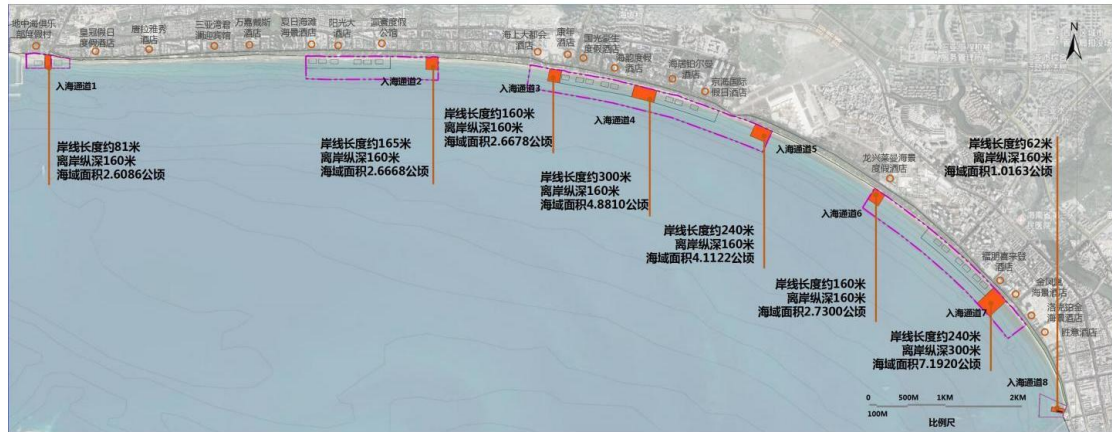 地中海俱乐
部度假村
皇冠假日
度假酒店
唐拉雅秀
酒店
三亚湾君
澜迎宾馆
万嘉戴斯
酒店
夏日海滩
海景酒店
阳光大
酒店
度假
公馆
海上大都会
酒店
康年
酒店
国光豪生
度假酒店
海韵度假
酒店
海居铂尔曼
酒店
京海国际
假日酒店
N
入海通道1
入海通道2
入海通道3
入海通道4
入海通道5
岸线长度约81米
离岸纵深160米
海域面积2.6086公顷
岸线长度约165米
离岸纵深160米
海域面积2.6668公顷
岸线长度约160米
离岸纵深160米
海域面积2.6678公顷
岸线长度约300米
离岸纵深160米
海域面积4.8810公顷
岸线长度约240米
离岸纵深160米
海域面积4.1122公顷
岸线长度约62米
离岸纵深160米
海域面积1.0163公顷
龙兴莱曼海景
度假酒店
入海通道6
岸线长度约160米
离岸纵深160米
海域面积2.7300公顷
福朋喜来登
酒店
金凤凰
海景酒店
海景酒店
胜意酒店
入海通道7
岸线长度约240米
离岸纵深300米
海域面积7.1920公顷
入海通道8
0 500M 1KM 2KM
100M
比例尺